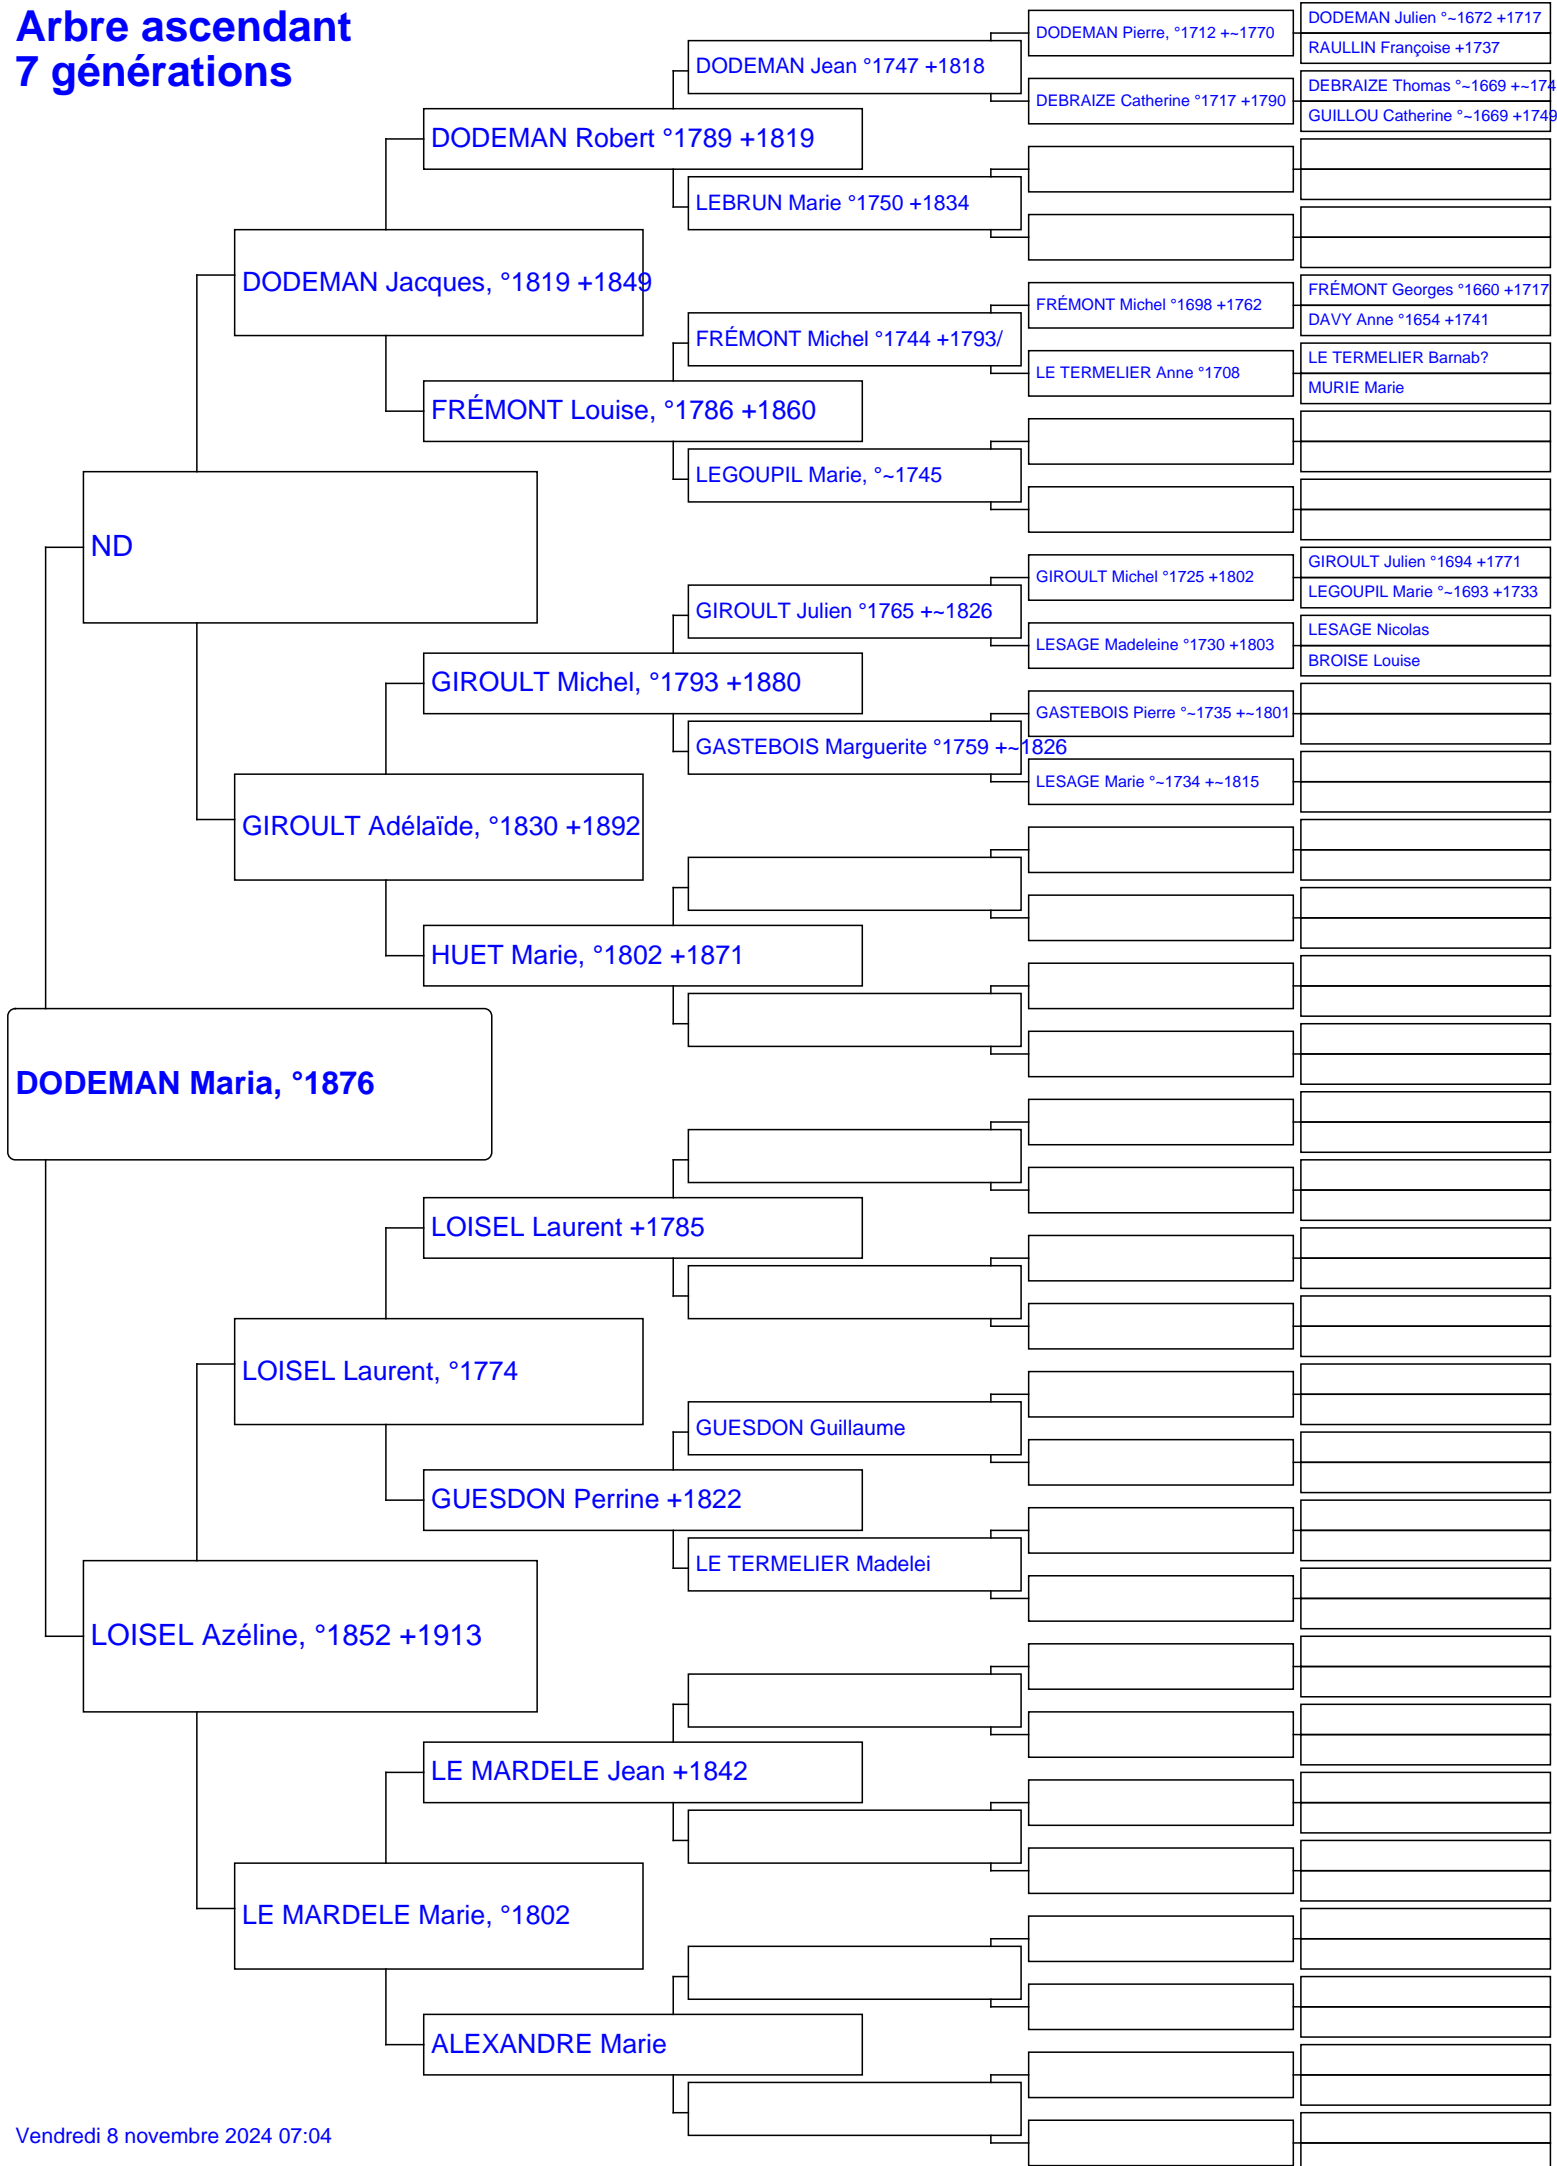 Arbre ascendant
7 générations
DODEMAN Maria, °1876
ND
LOISEL Azéline, °1852 +1913
DODEMAN Jacques, °1819 +1849
GIROULT Adélaïde, °1830 +1892
LOISEL Laurent, °1774
LE MARDELE Marie, °1802
DODEMAN Robert °1789 +1819
FRÉMONT Louise, °1786 +1860
GIROULT Michel, °1793 +1880
HUET Marie, °1802 +1871
LOISEL Laurent +1785
GUESDON Perrine +1822
LE MARDELE Jean +1842
ALEXANDRE Marie
DODEMAN Jean °1747 +1818
LEBRUN Marie °1750 +1834
FRÉMONT Michel °1744 +1793/
LEGOUPIL Marie, °~1745
GIROULT Julien °1765 +~1826
GASTEBOIS Marguerite °1759 +~1826
GUESDON Guillaume
LE TERMELIER Madelei
DODEMAN Pierre, °1712 +~1770
DEBRAIZE Catherine °1717 +1790
FRÉMONT Michel °1698 +1762
LE TERMELIER Anne °1708
GIROULT Michel °1725 +1802
LESAGE Madeleine °1730 +1803
GASTEBOIS Pierre °~1735 +~1801
LESAGE Marie °~1734 +~1815
DODEMAN Julien °~1672 +1717
RAULLIN Françoise +1737
DEBRAIZE Thomas °~1669 +~174
GUILLOU Catherine °~1669 +1749
FRÉMONT Georges °1660 +1717
DAVY Anne °1654 +1741
LE TERMELIER Barnab?
MURIE Marie
GIROULT Julien °1694 +1771
LEGOUPIL Marie °~1693 +1733
LESAGE Nicolas
BROISE Louise
Vendredi 8 novembre 2024 07:04